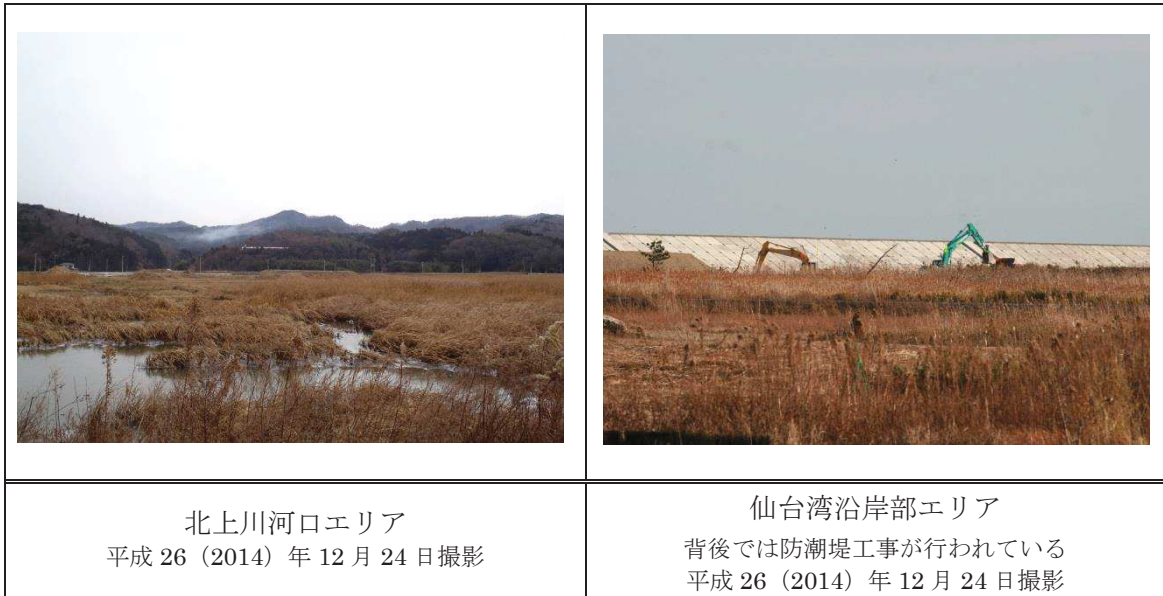 北上川河口エリア
平成 26（2014）年 12 月 24 日撮影
仙台湾沿岸部エリア
背後では防潮堤工事が行われている
平成 26（2014）年 12 月 24 日撮影